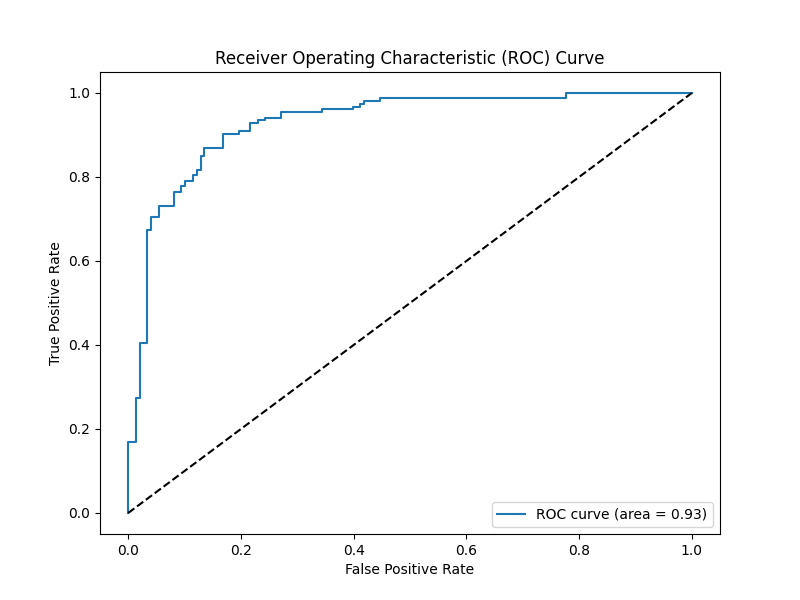 Receiver Operating Characteristic (ROC) Curve
True Positive Rate
1.0
0.8
0.6
0.4
0.2
0.0
ROC curve (area = 0.93)
0.0 0.2 0.4 0.6 0.8 1.0
False Positive Rate